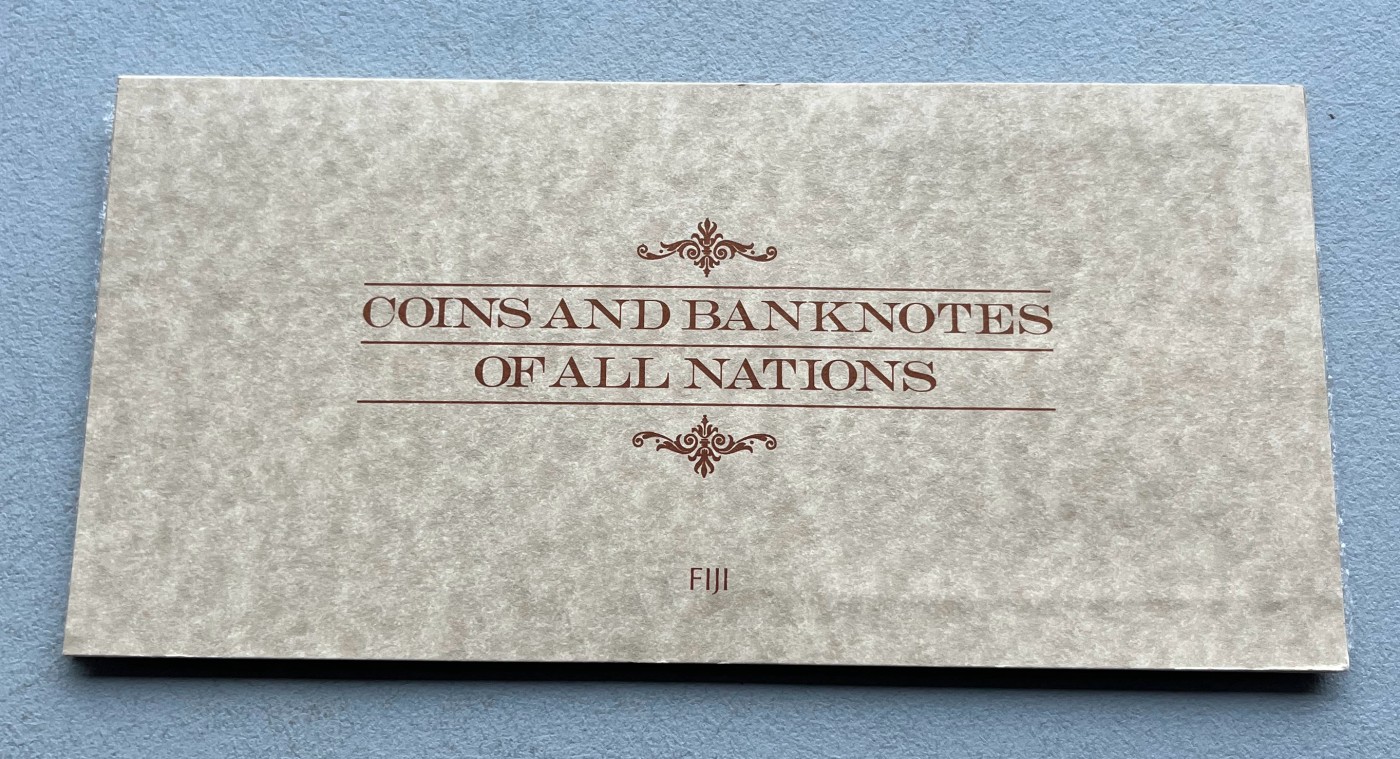 COINS AND BANKNOTES
OF ALL NATIONS
FIJI